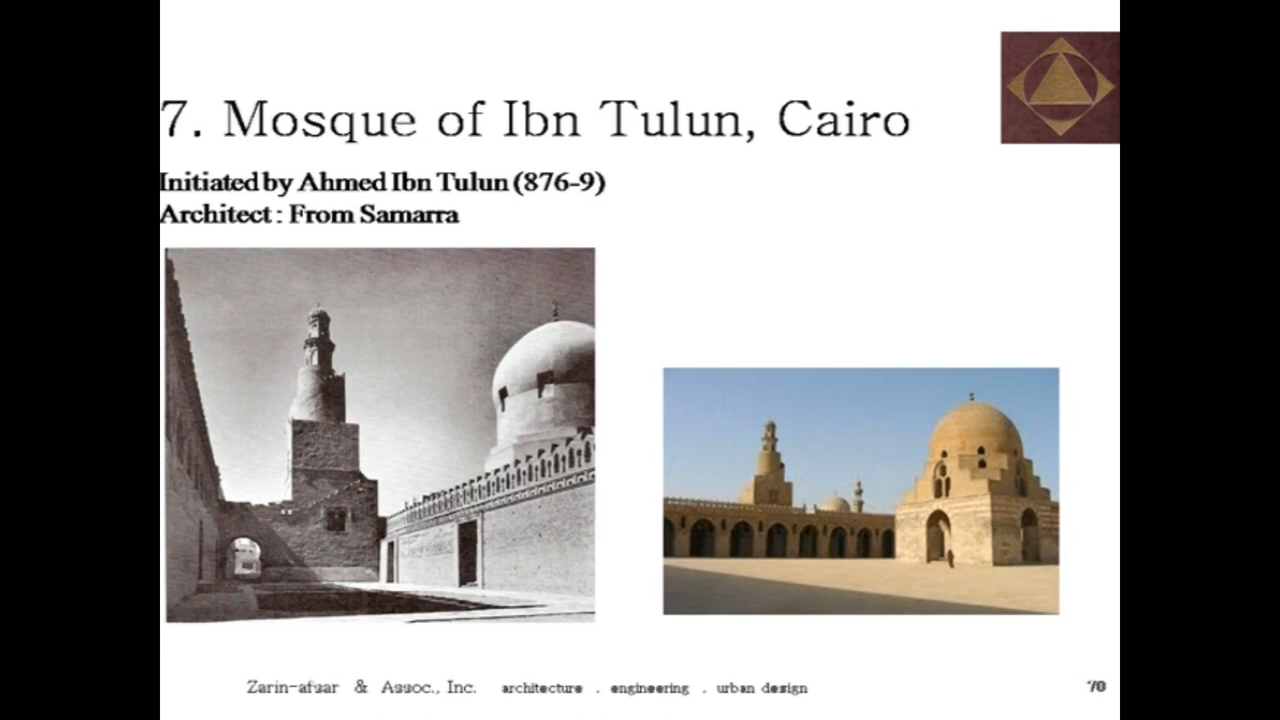 7. Mosque of Ibn Tulun, Cairo
Initiated by Ahmed Ibn Tulun (876-9)
Architect : From Samarra
Zarin-afsar & Assoc., Inc. architecture . engineering . urban design 70